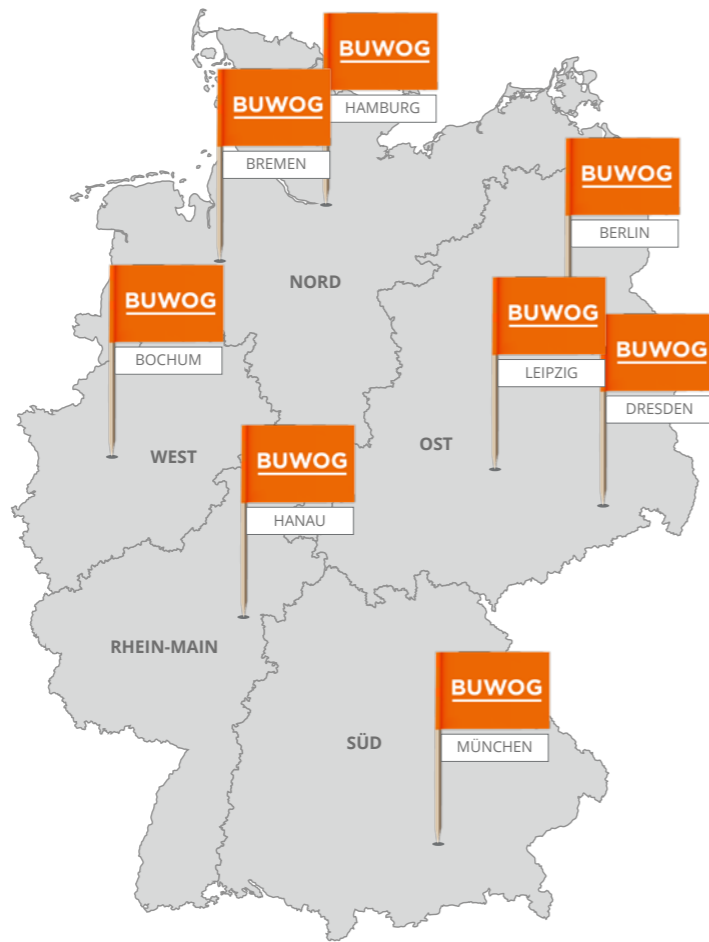 BUWOG
HAMBURG
BUWOG
BREMEN
BUWOG
BERLIN
NORD
BUWOG
BOCHUM
BUWOG
LEIPZIG
BUWOG
DRESDEN
WEST
OST
BUWOG
HANAU
RHEIN-MAIN
BUWOG
MÜNCHEN
SÜD